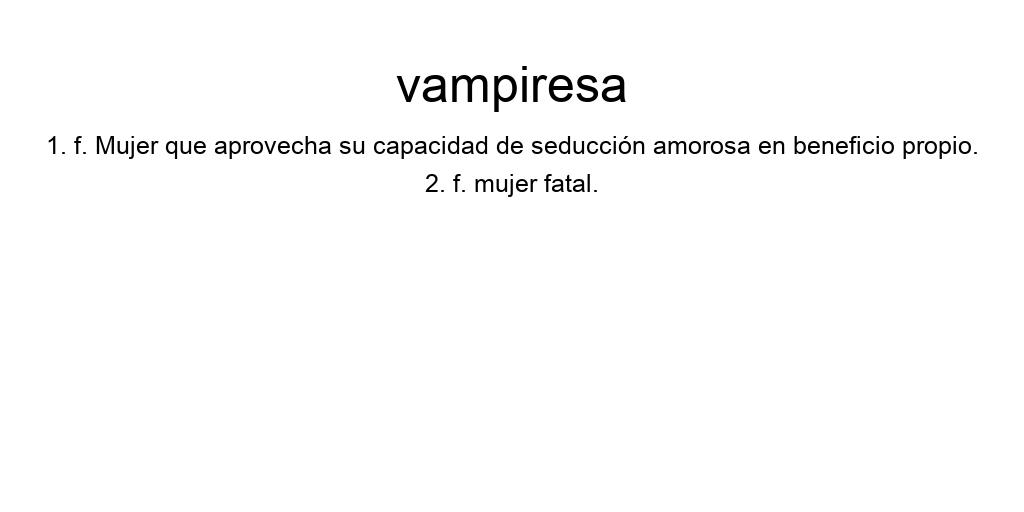 vampiresa
1. f. Mujer que aprovecha su capacidad de seducción amorosa en beneficio propio.
2. f. mujer fatal.